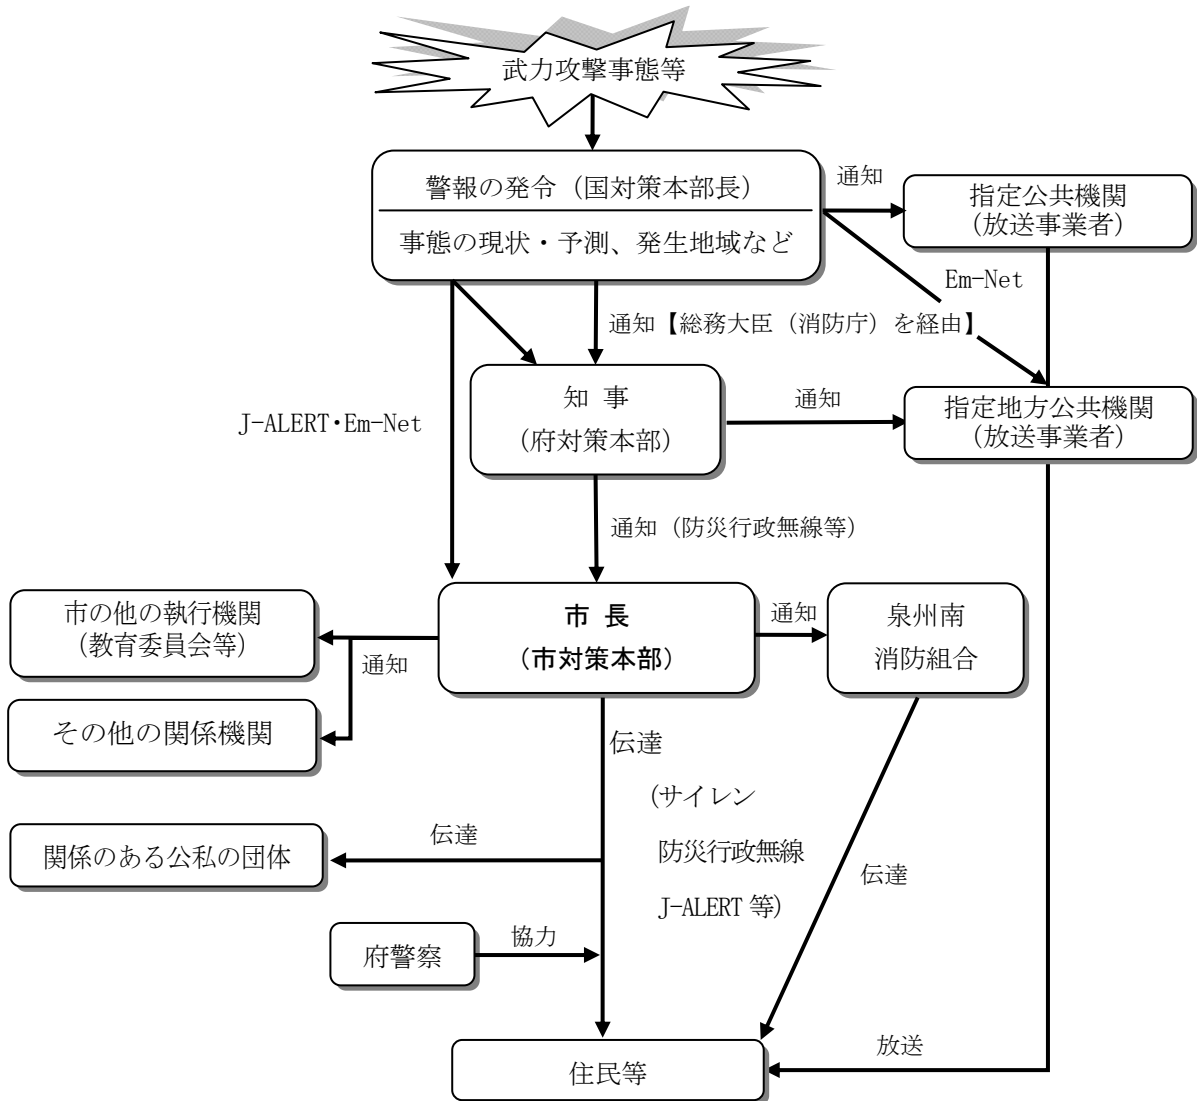 武力攻撃事態等
警報の発令（国対策本部長）
事態の現状・予測、発生地域など
通知
指定公共機関
（放送事業者）
Em-Net
通知【総務大臣（消防庁）を経由】
知 事
（府対策本部）
通知
指定地方公共機関
（放送事業者）
J-ALERT・Em-Net
通知（防災行政無線等）
市の他の執行機関
（教育委員会等）
通知
市 長
（市対策本部）
通知
泉州南
消防組合
その他の関係機関
伝達
（サイレン
防災行政無線
J-ALERT 等）
関係のある公私の団体
伝達
伝達
府警察
協力
放送
住民等